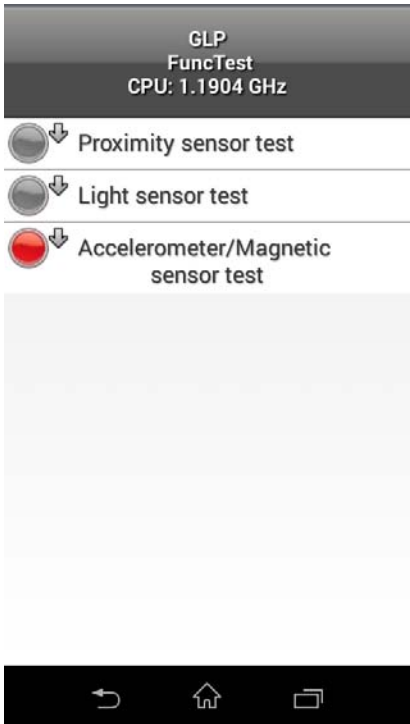 GLP
FuncTest
CPU: 1.1904 GHz
Proximity sensor test
Light sensor test
Accelerometer/Magnetic
sensor test